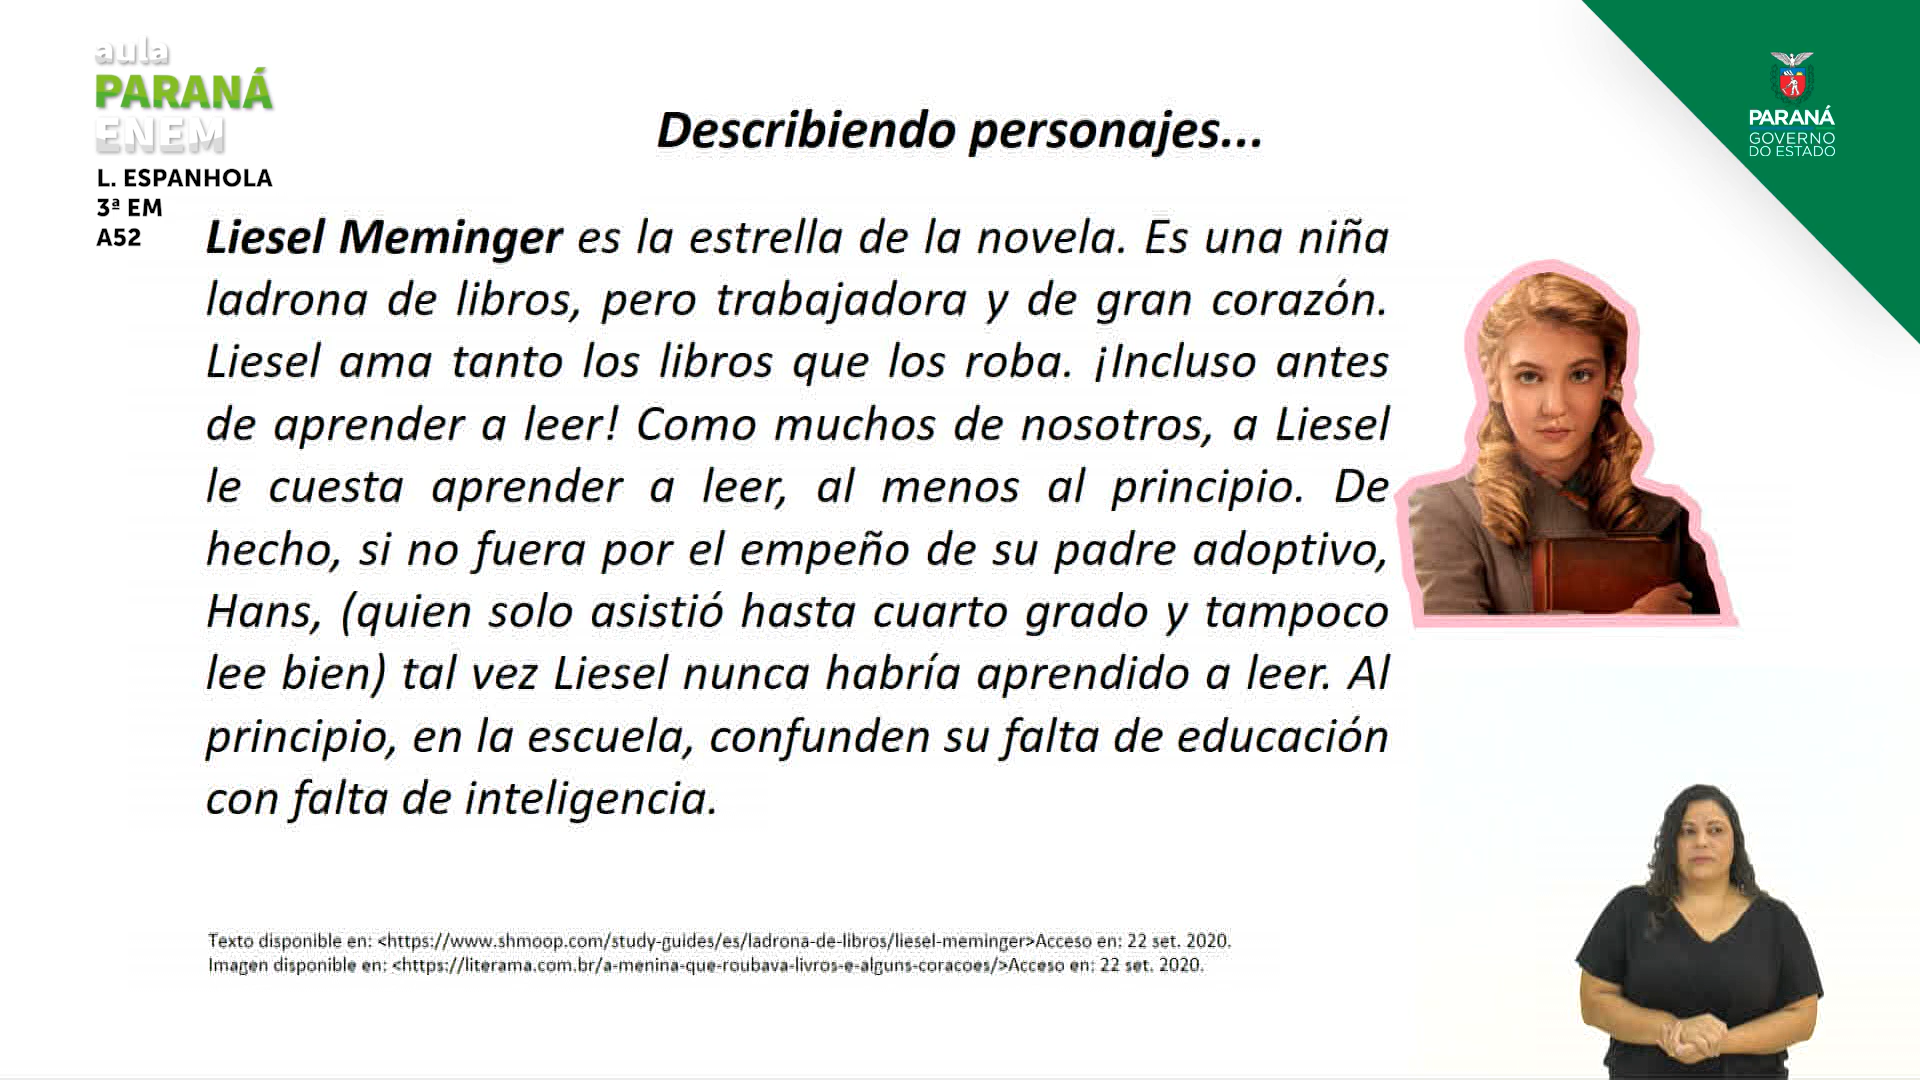 aula
PARANÁ
ENEM
L. ESPANHOLA
3ª EM
A52
PARANÁ
GOVERNO
DO ESTADO
Describiendo personajes...
Liesel Meminger es la estrella de la novela. Es una niña
ladrona de libros, pero trabajadora y de gran corazón.
Liesel ama tanto los libros que los roba. ¡Incluso antes
de aprender a leer! Como muchos de nosotros, a Liesel
le cuesta aprender a leer, al menos al principio. De
hecho, si no fuera por el empeño de su padre adoptivo,
Hans, (quien solo asistió hasta cuarto grado y tampoco
lee bien) tal vez Liesel nunca habría aprendido a leer. Al
principio, en la escuela, confunden su falta de educación
con falta de inteligencia.
Texto disponible en: <https://www.shmoop.com/study-guides/es/ladrona-de-libros/liesel-meminger>Acceso en: 22 set. 2020.
Imagen disponible en: <https://literama.com.br/a-menina-que-roubava-livros-e-alguns-coracoes/>Acceso en: 22 set. 2020.